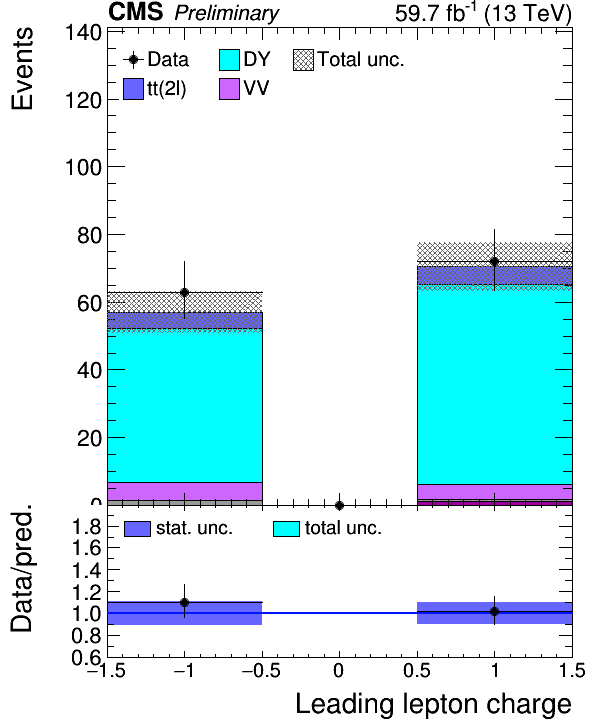 CMS Preliminary 59.7 fb⁻¹ (13 TeV)
Events
Data DY Total unc.
tt(2l) VV
140
120
100
80
60
40
20
0
Data/pred.
stat. unc. total unc.
1.8
1.6
1.4
1.2
1.0
0.8
0.6
−1.5 −1 −0.5 0 0.5 1 1.5
Leading lepton charge